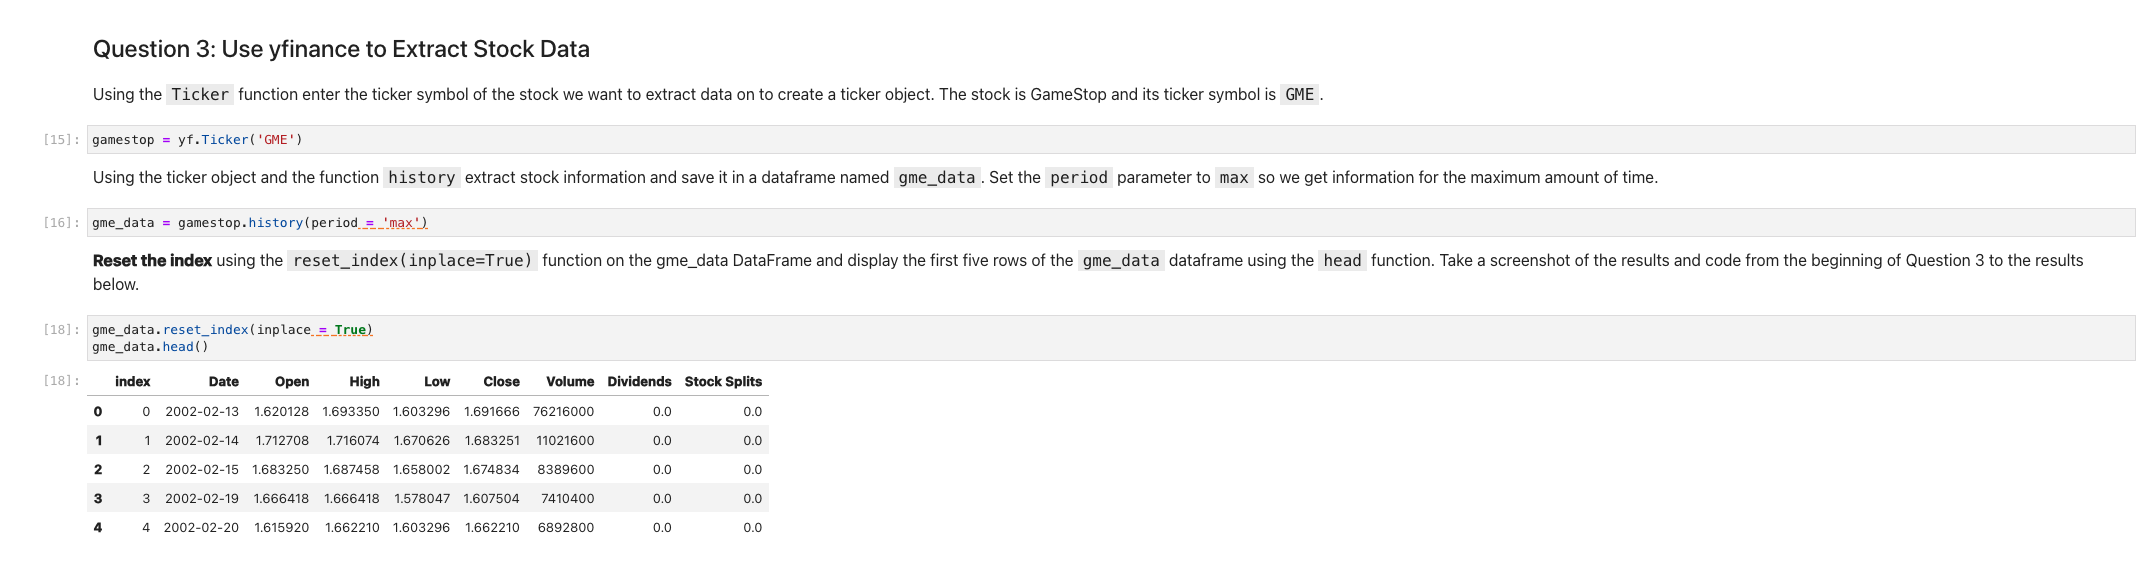 Question 3: Use yfinance to Extract Stock Data
Using the Ticker function enter the ticker symbol of the stock we want to extract data on to create a ticker object. The stock is GameStop and its ticker symbol is GME .
[15]: gamestop = yf.Ticker('GME')
Using the ticker object and the function history extract stock information and save it in a dataframe named gme_data . Set the period parameter to max so we get information for the maximum amount of time.
[16]: gme_data = gamestop.history(period = 'max')
Reset the index using the reset_index(inplace=True) function on the gme_data DataFrame and display the first five rows of the gme_data dataframe using the head function. Take a screenshot of the results and code from the beginning of Question 3 to the results
below.
[18]: gme_data.reset_index(inplace = True)
gme_data.head()
[18]: index Date Open High Low Close Volume Dividends Stock Splits
0 0 2002-02-13 1.620128 1.693350 1.603296 1.691666 76216000 0.0 0.0
1 1 2002-02-14 1.712708 1.716074 1.670626 1.683251 11021600 0.0 0.0
2 2 2002-02-15 1.683250 1.687458 1.658002 1.674834 8389600 0.0 0.0
3 3 2002-02-19 1.666418 1.666418 1.578047 1.607504 7410400 0.0 0.0
4 4 2002-02-20 1.615920 1.662210 1.603296 1.662210 6892800 0.0 0.0